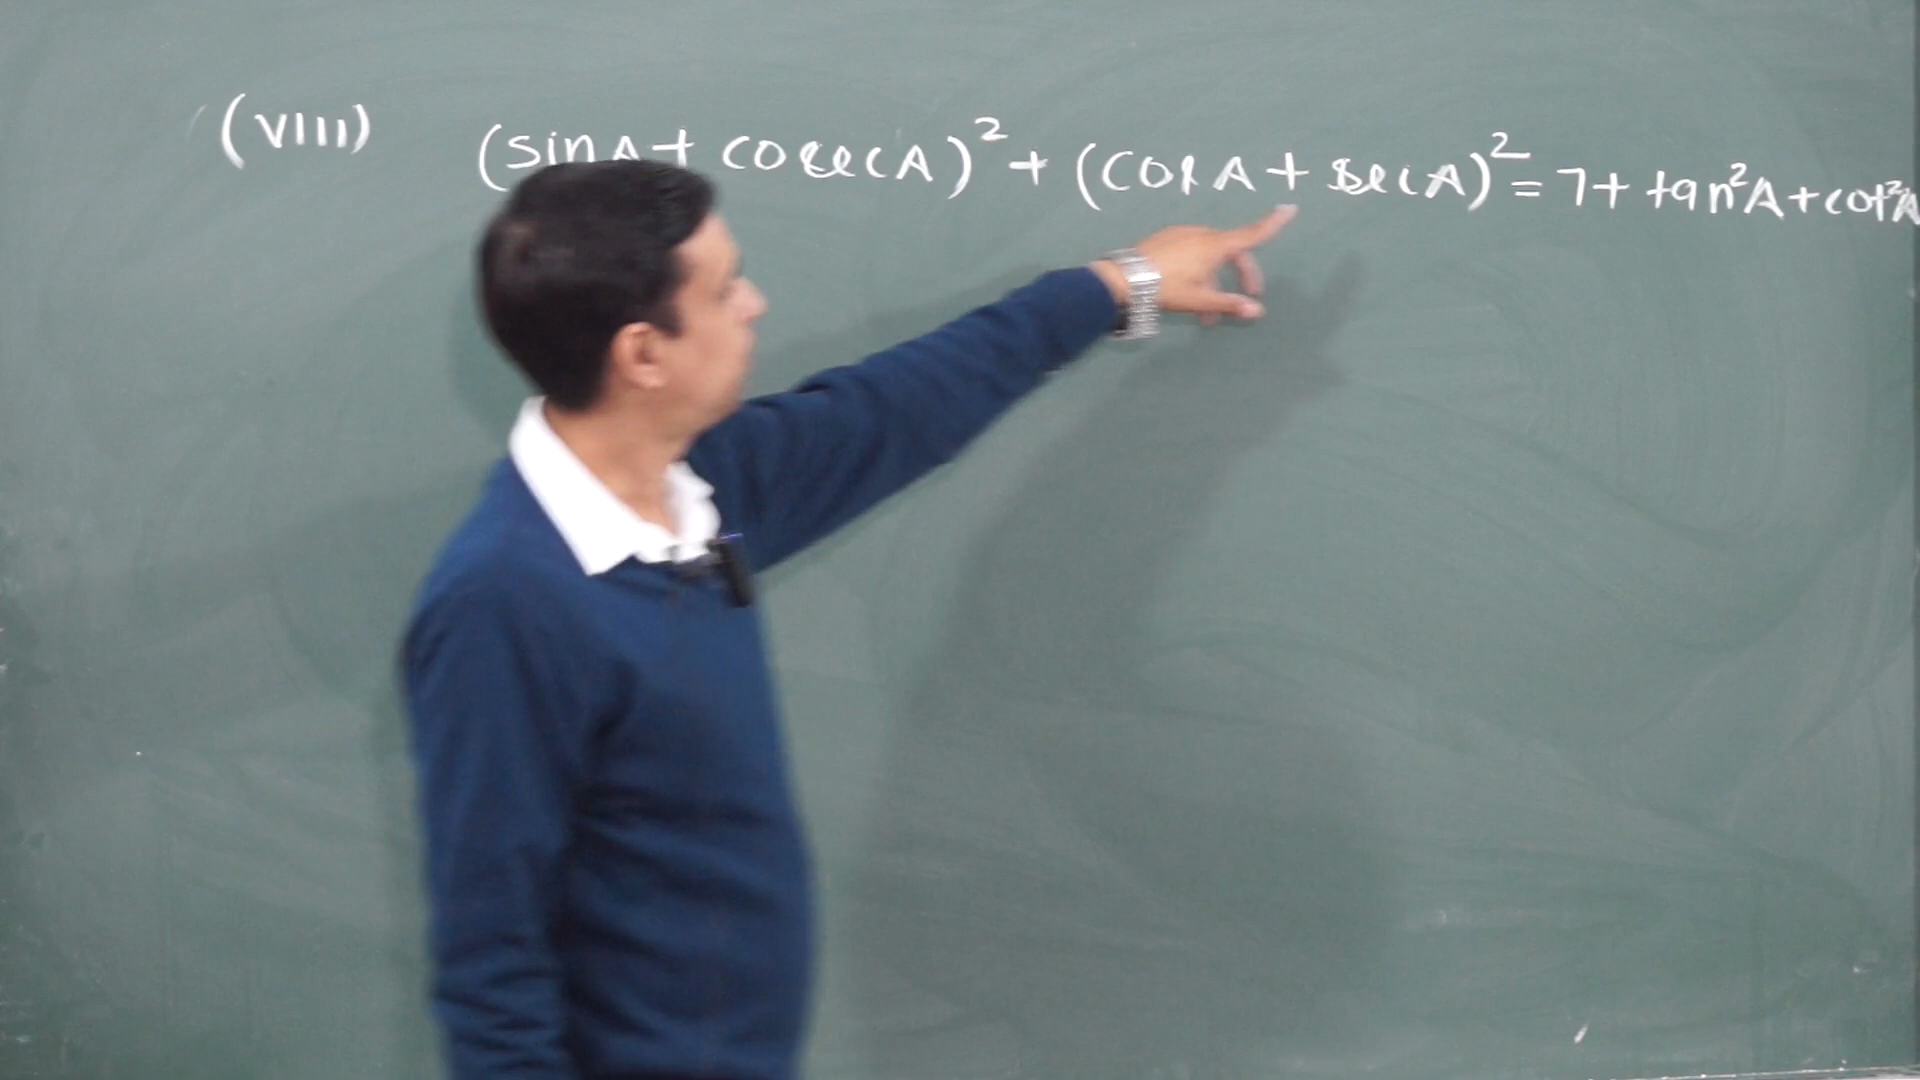 (VIII) (sinA + cosecA)² + (cosA + secA)² = 7 + tan²A + cot²A